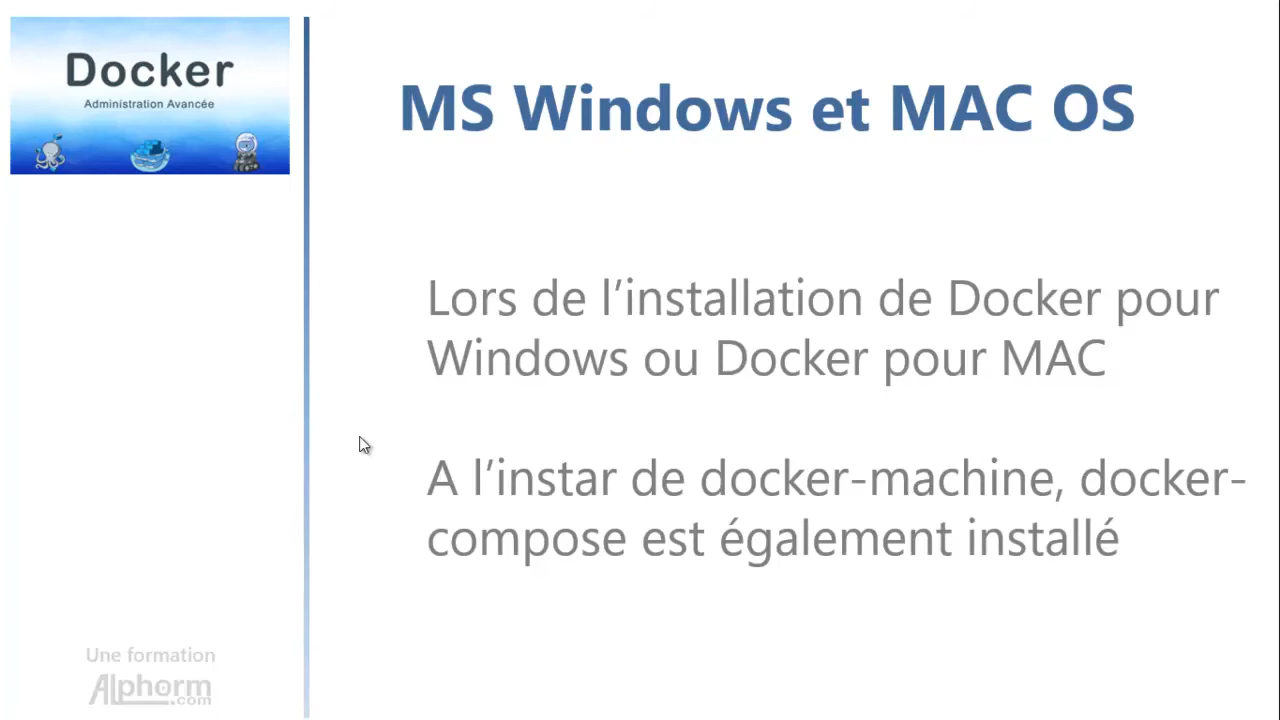 Docker
Administration Avancée
MS Windows et MAC OS
Lors de l’installation de Docker pour
Windows ou Docker pour MAC
A l’instar de docker-machine, docker-
compose est également installé
Une formation
Alphorm
.com